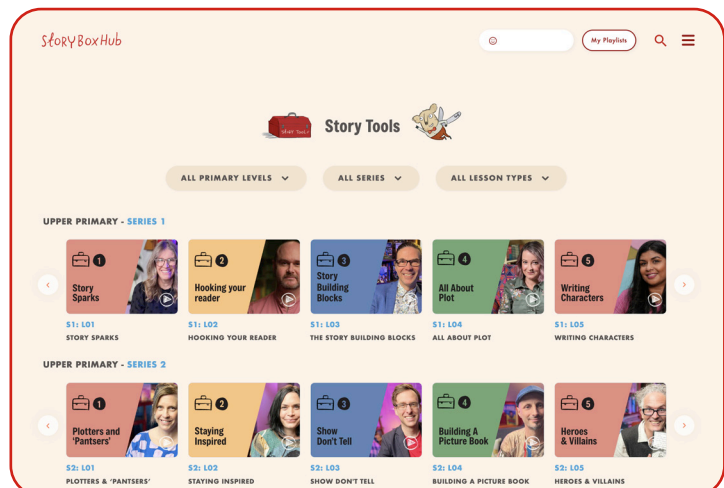 StoryBoxHub
My Playlists
Story Tools
ALL PRIMARY LEVELS
ALL SERIES
ALL LESSON TYPES
UPPER PRIMARY - SERIES 1
1
Story
Sparks
2
Hooking your
reader
3
Story
Building
Blocks
4
All About
Plot
5
Writing
Characters
S1: L01
STORY SPARKS
S1: L02
HOOKING YOUR READER
S1: L03
THE STORY BUILDING BLOCKS
S1: L04
ALL ABOUT PLOT
S1: L05
WRITING CHARACTERS
UPPER PRIMARY - SERIES 2
1
Plotters and
'Pantsers'
2
Staying
Inspired
3
Show
Don't Tell
4
Building A
Picture Book
5
Heroes
& Villains
S2: L01
PLOTTERS & 'PANTSERS'
S2: L02
STAYING INSPIRED
S2: L03
SHOW DON'T TELL
S2: L04
BUILDING A PICTURE BOOK
S2: L05
HEROES & VILLAINS